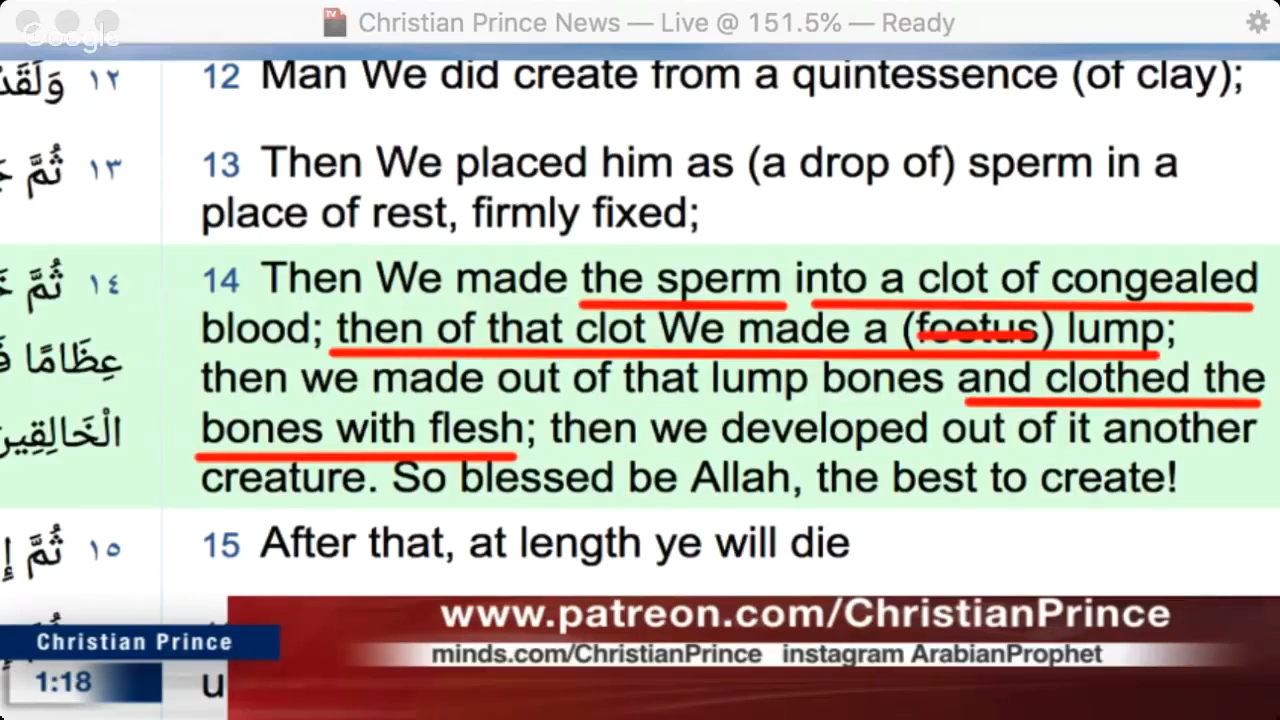 Christian Prince News — Live @ 151.5% — Ready
Google
١٢
12 Man We did create from a quintessence (of clay);
ثُمَّ ١٣
13 Then We placed him as (a drop of) sperm in a
place of rest, firmly fixed;
ثُمَّ ١٤
14 Then We made the sperm into a clot of congealed
blood; then of that clot We made a (foetus) lump;
عِظَامًا
then we made out of that lump bones and clothed the
bones with flesh; then we developed out of it another
creature. So blessed be Allah, the best to create!
ثُمَّ ١٥
15 After that, at length ye will die
www.patreon.com/ChristianPrince
Christian Prince
minds.com/ChristianPrince instagram ArabianProphet
1:18